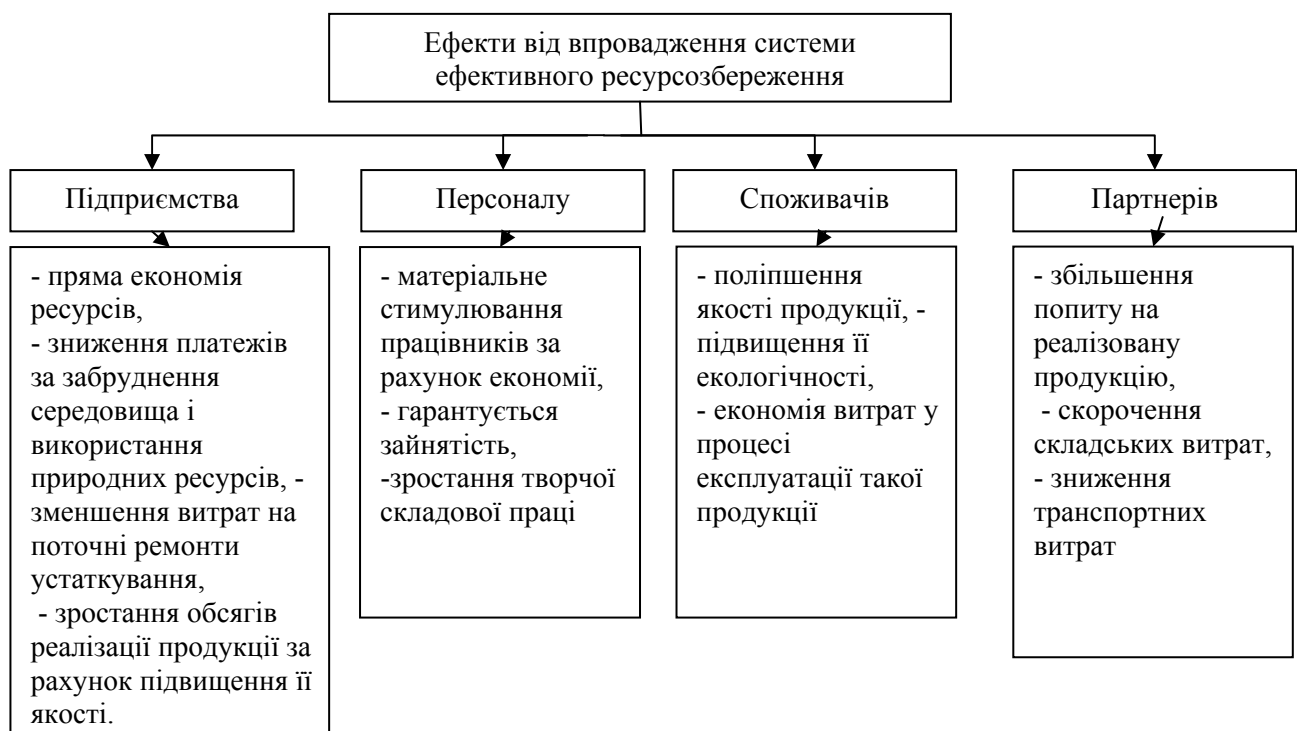 Ефекти від впровадження системи
ефективного ресурсозбереження
Підприємства
Персоналу
Споживачів
Партнерів
- пряма економія
ресурсів,
- зниження платежів
за забруднення
середовища і
використання
природних ресурсів, -
зменшення витрат на
поточні ремонти
устаткування,
- зростання обсягів
реалізації продукції за
рахунок підвищення її
якості.
- матеріальне
стимулювання
працівників за
рахунок економії,
- гарантується
зайнятість,
-зростання творчої
складової праці
- поліпшення
якості продукції, -
підвищення її
екологічності,
- економія витрат у
процесі
експлуатації такої
продукції
- збільшення
попиту на
реалізовану
продукцію,
- скорочення
складських витрат,
- зниження
транспортних
витрат